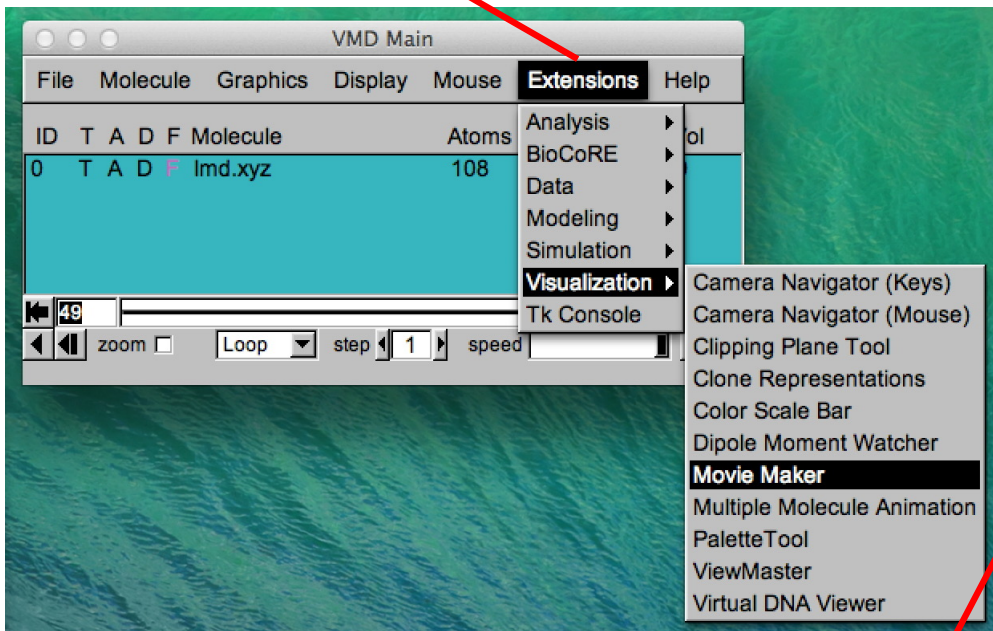 VMD Main
File Molecule Graphics Display Mouse Extensions Help
ID T A D F Molecule Atoms
0 T A D F lmd.xyz 108
Analysis
BioCoRE
Data
Modeling
Simulation
Visualization
Tk Console
49
zoom Loop step 1 speed
Camera Navigator (Keys)
Camera Navigator (Mouse)
Clipping Plane Tool
Clone Representations
Color Scale Bar
Dipole Moment Watcher
Movie Maker
Multiple Molecule Animation
PaletteTool
ViewMaster
Virtual DNA Viewer